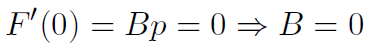 F′(0) = Bp = 0 ⇒ B = 0